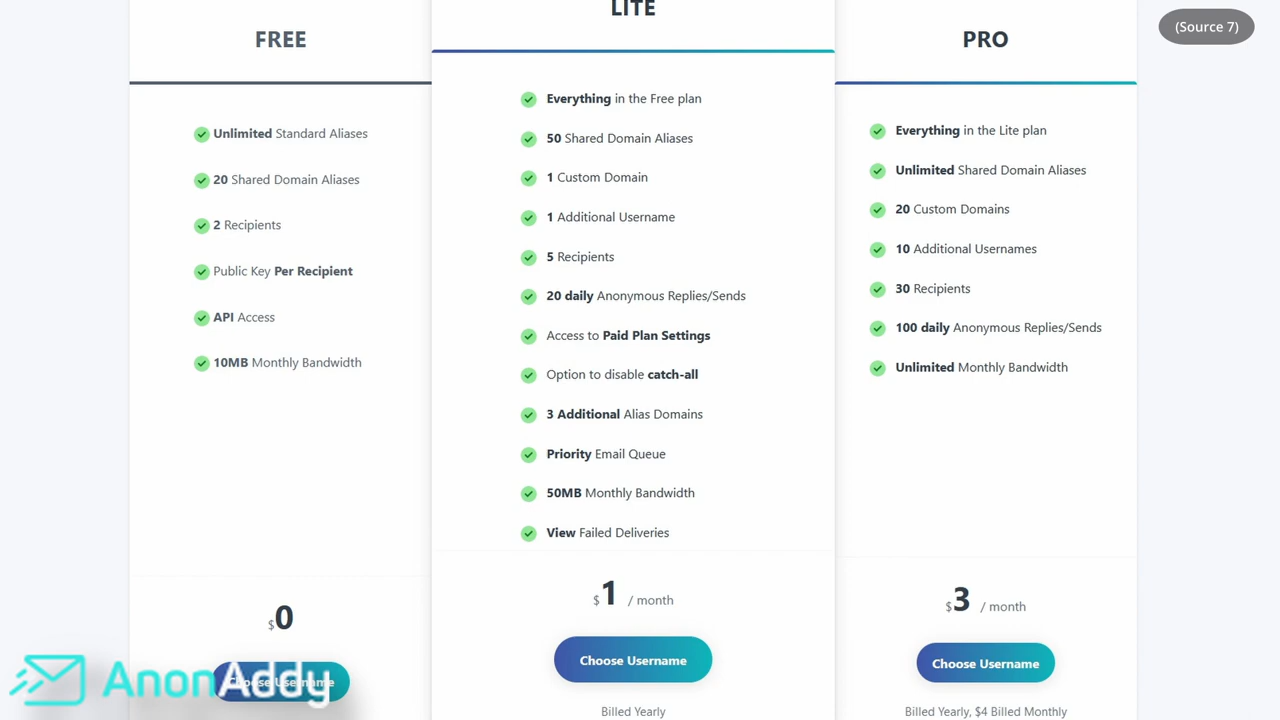 (Source 7)
FREE
Unlimited Standard Aliases
20 Shared Domain Aliases
2 Recipients
Public Key Per Recipient
API Access
10MB Monthly Bandwidth
$0
Choose Username
LITE
Everything in the Free plan
50 Shared Domain Aliases
1 Custom Domain
1 Additional Username
5 Recipients
20 daily Anonymous Replies/Sends
Access to Paid Plan Settings
Option to disable catch-all
3 Additional Alias Domains
Priority Email Queue
50MB Monthly Bandwidth
View Failed Deliveries
$1 / month
Choose Username
Billed Yearly
PRO
Everything in the Lite plan
Unlimited Shared Domain Aliases
20 Custom Domains
10 Additional Usernames
30 Recipients
100 daily Anonymous Replies/Sends
Unlimited Monthly Bandwidth
$3 / month
Choose Username
Billed Yearly, $4 Billed Monthly
AnonAddy